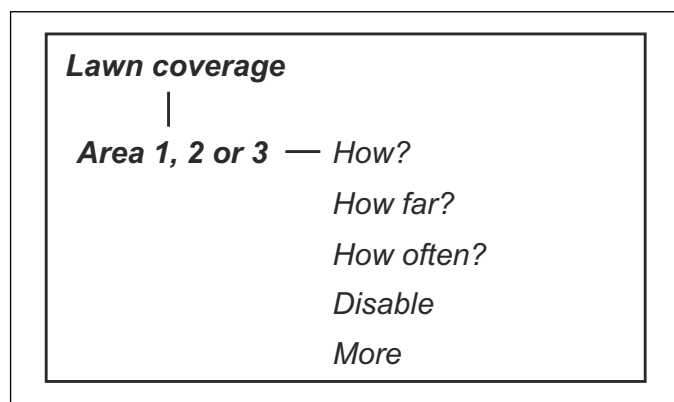 Lawn coverage
Area 1, 2 or 3 — How?
How far?
How often?
Disable
More